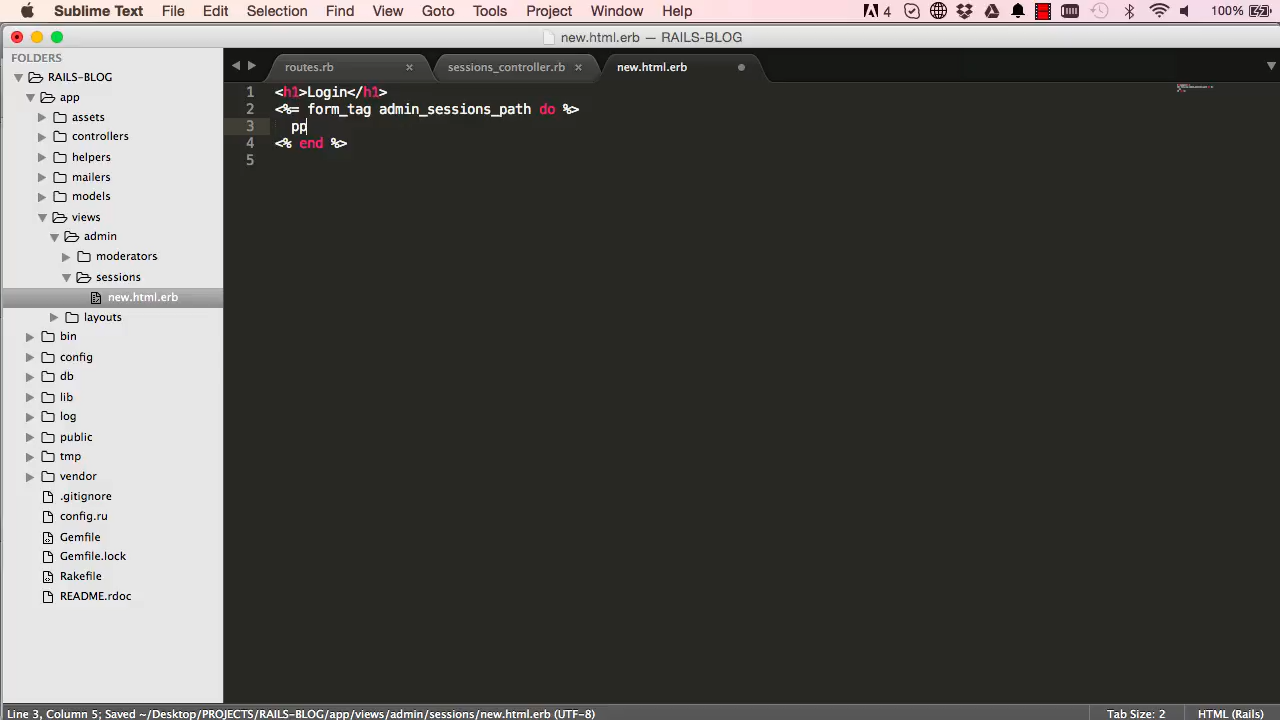 Sublime Text File Edit Selection Find View Goto Tools Project Window Help 4 100%
new.html.erb — RAILS-BLOG
FOLDERS
RAILS-BLOG
app
assets
controllers
helpers
mailers
models
views
admin
moderators
sessions
new.html.erb
layouts
bin
config
db
lib
log
public
tmp
vendor
.gitignore
config.ru
Gemfile
Gemfile.lock
Rakefile
README.rdoc
routes.rb × sessions_controller.rb × new.html.erb
1 <h1>Login</h1>
2 <%= form_tag admin_sessions_path do %>
3 pp
4 <% end %>
5
Line 3, Column 5; Saved ~/Desktop/PROJECTS/RAILS-BLOG/app/views/admin/sessions/new.html.erb (UTF-8) Tab Size: 2 HTML (Rails)